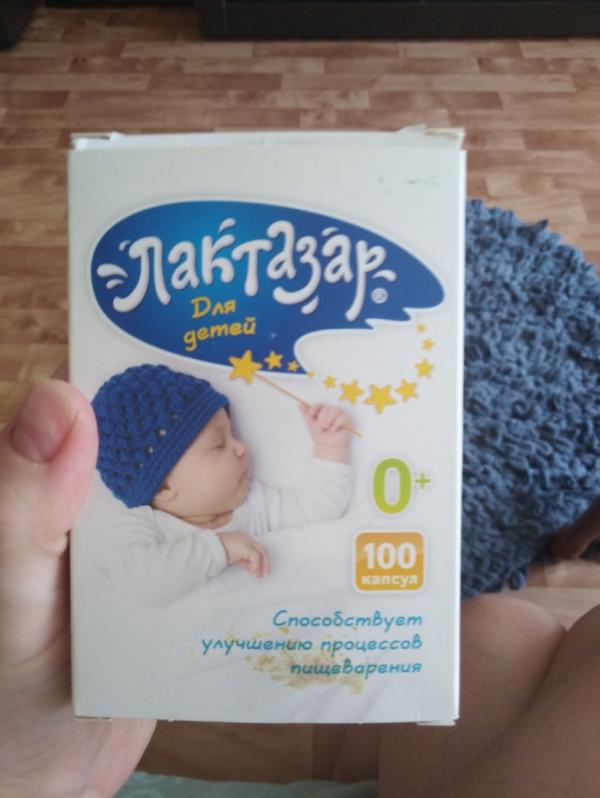 Лактазар®
Для
детей
0+
100
капсул
Способствует
улучшению процессов
пищеварения